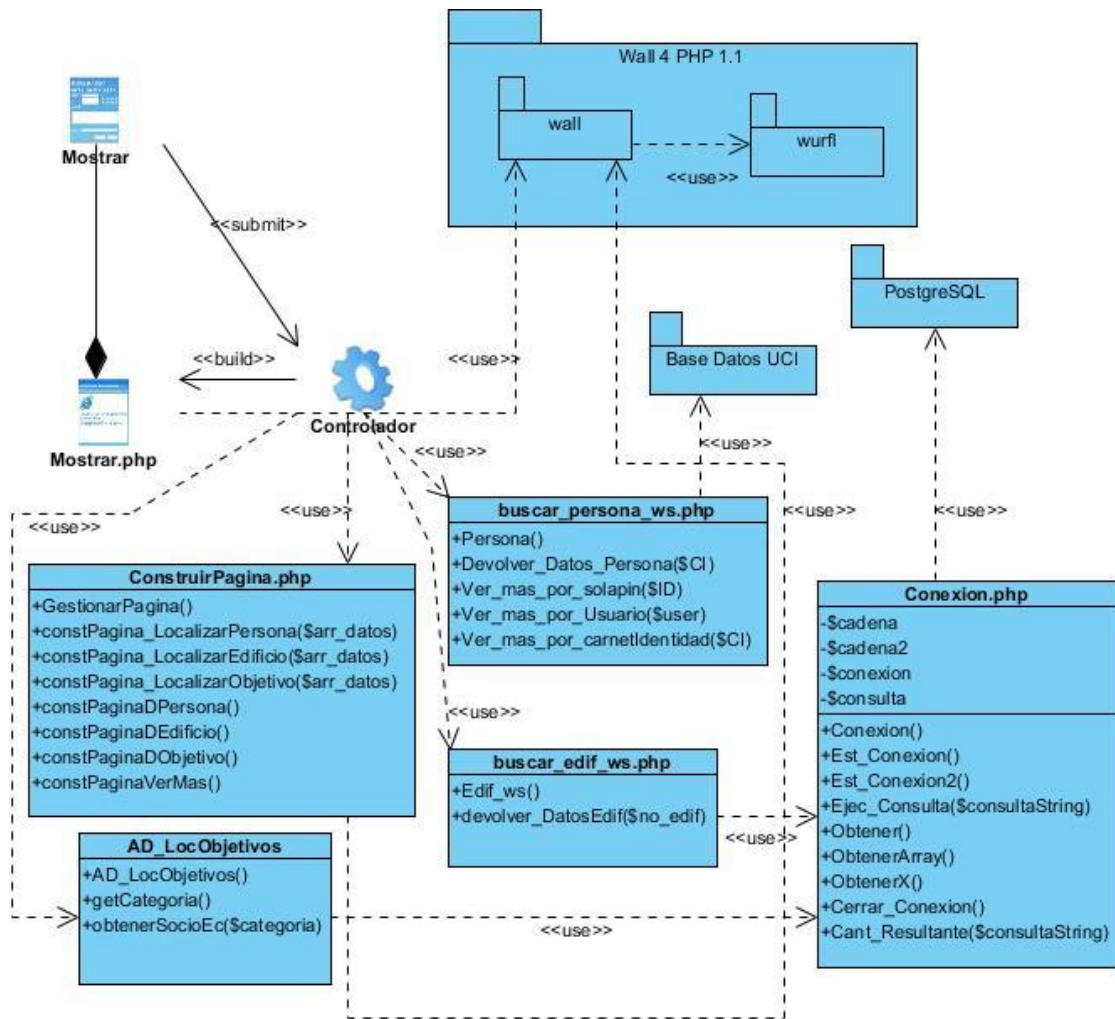 Wall 4 PHP 1.1
wall
wurfl
<<use>>
Mostrar
<<submit>>
PostgreSQL
Base Datos UCI
<<build>>
<<use>>
Controlador
Mostrar.php
<<use>>
<<use>>
<<use>>
<<use>>
<<use>>
<<use>>
buscar_persona_ws.php
+Persona()
+Devolver_Datos_Persona($CI)
+Ver_mas_por_solapin($ID)
+Ver_mas_por_Usuario($user)
+Ver_mas_por_carnetIdentidad($CI)
ConstruirPagina.php
+GestionarPagina()
+constPagina_LocalizarPersona($arr_datos)
+constPagina_LocalizarEdificio($arr_datos)
+constPagina_LocalizarObjetivo($arr_datos)
+constPaginaDPersona()
+constPaginaDEdificio()
+constPaginaDObjetivo()
+constPaginaVerMas()
Conexion.php
-$cadena
-$cadena2
-$conexion
-$consulta
+Conexion()
+Est_Conexion()
+Est_Conexion2()
+Ejec_Consulta($consultaString)
+Obtener()
+ObtenerArray()
+ObtenerX()
+Cerrar_Conexion()
+Cant_Resultante($consultaString)
<<use>>
buscar_edif_ws.php
+Edif_ws()
+devolver_DatosEdif($no_edif)
<<use>>
AD_LocObjetivos
+AD_LocObjetivos()
+getCategoria()
+obtenerSocioEc($categoria)
<<use>>